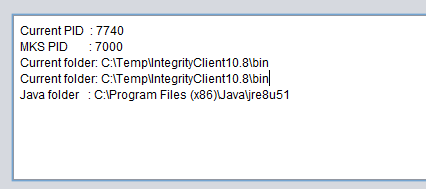 Current PID  : 7740
MKS PID      : 7000
Current folder: C:\Temp\IntegrityClient10.8\bin
Current folder: C:\Temp\IntegrityClient10.8\bin
Java folder   : C:\Program Files (x86)\Java\jre8u51